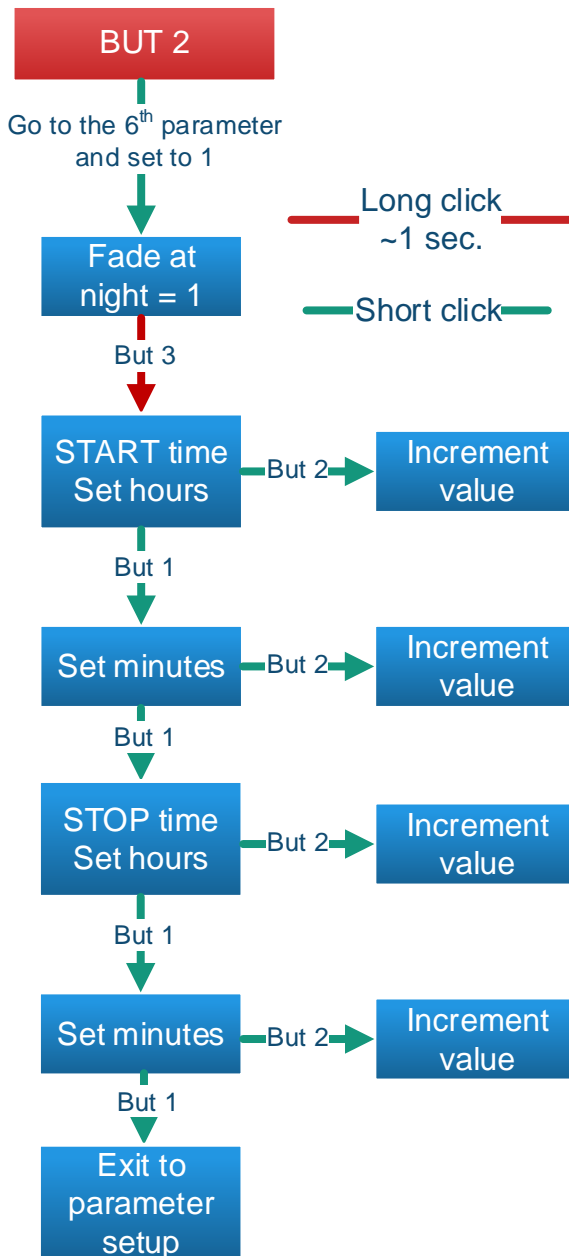 BUT 2
Go to the 6th parameter
and set to 1
Long click
~1 sec.
Fade at
night = 1
Short click
But 3
START time
Set hours
But 2
Increment
value
But 1
Set minutes
But 2
Increment
value
But 1
STOP time
Set hours
But 2
Increment
value
But 1
Set minutes
But 2
Increment
value
But 1
Exit to
parameter
setup